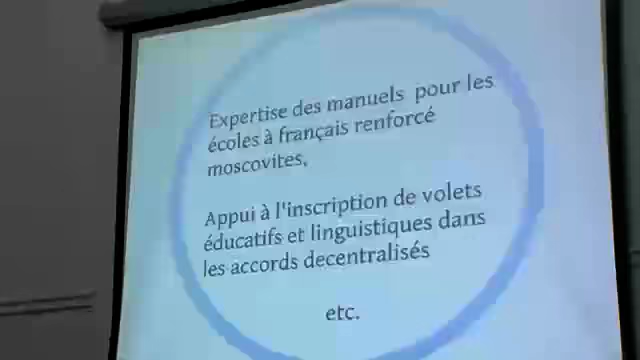 Expertise des manuels pour les
écoles à français renforcé
moscovites,
Appui à l'inscription de volets
éducatifs et linguistiques dans
les accords decentralisés
etc.